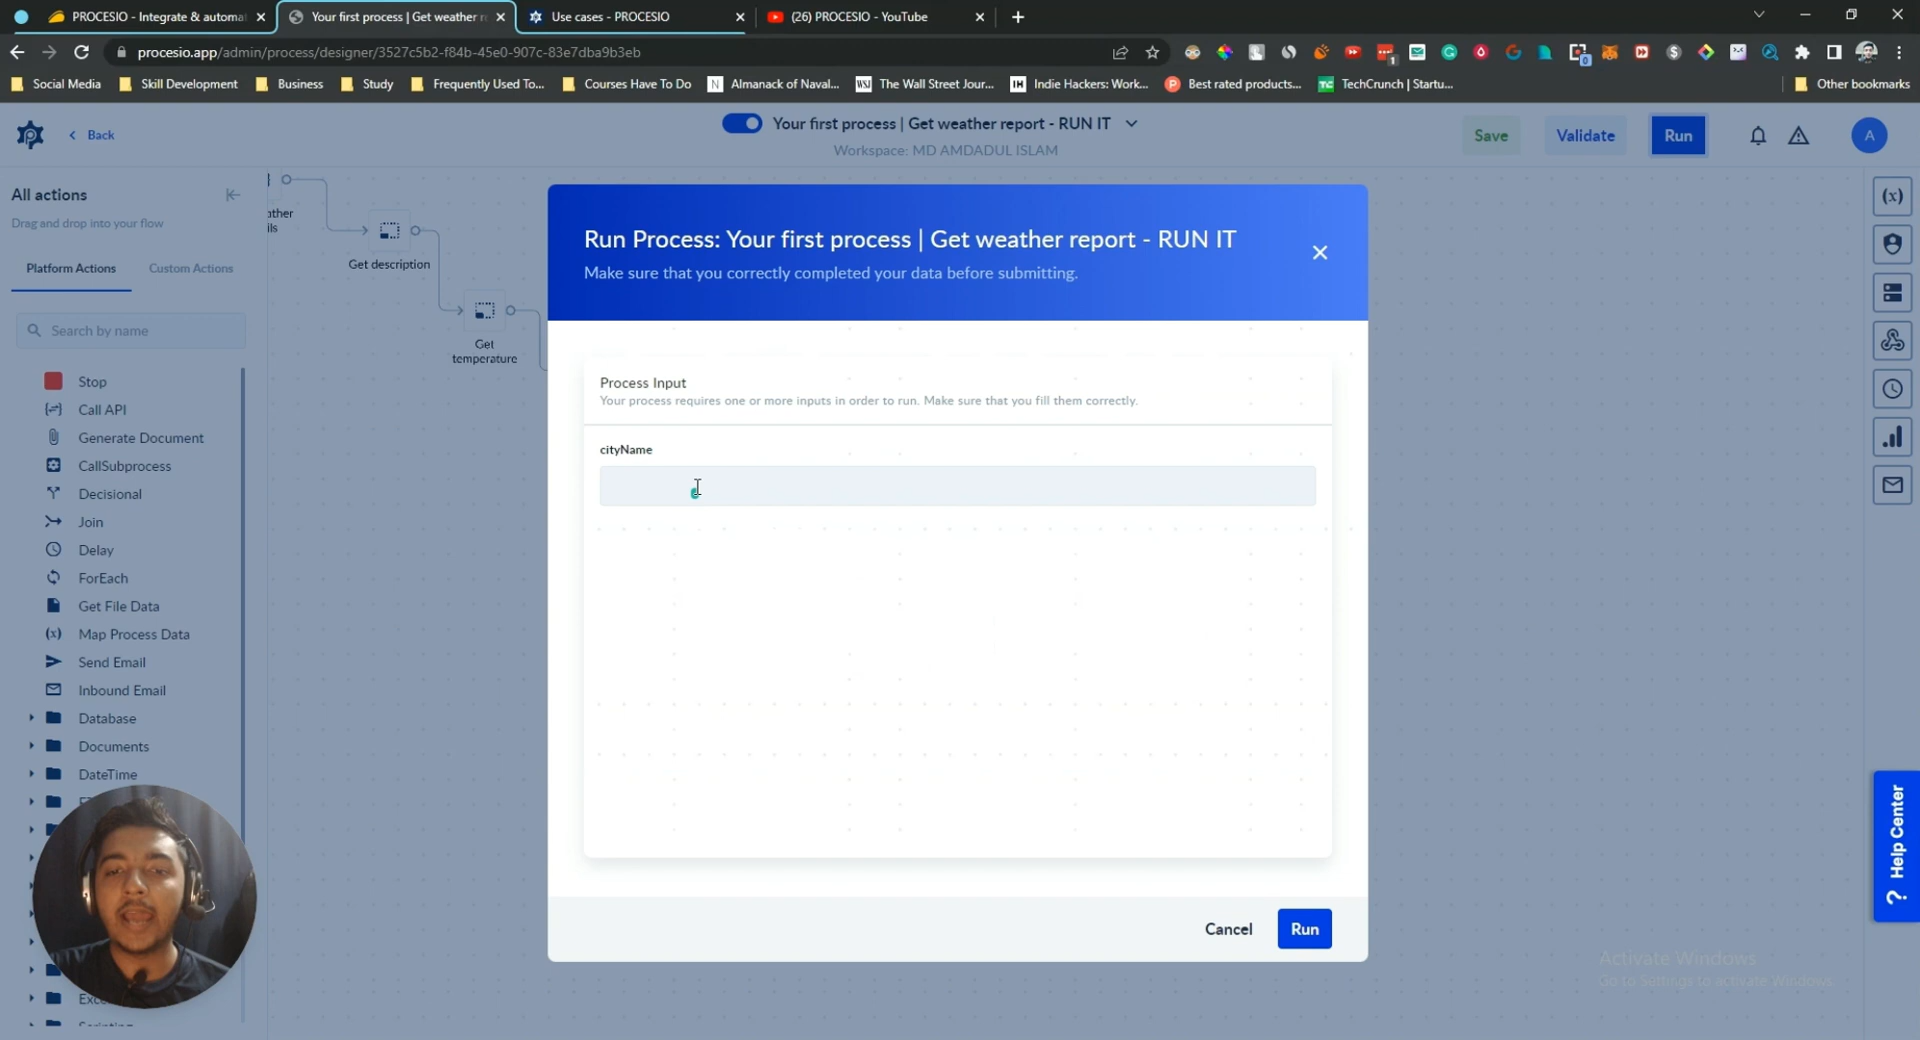 PROCESIO - Integrate & automa
Your first process | Get weather r
Use cases - PROCESIO
(26) PROCESIO - YouTube
procesio.app/admin/process/designer/3527c5b2-f84b-45e0-907c-83e7dba9b3eb
Social Media
Skill Development
Business
Study
Frequently Used To...
Courses Have To Do
Almanack of Naval...
The Wall Street Jour...
Indie Hackers: Work...
Best rated products...
TechCrunch | Startu...
Other bookmarks
Back
Your first process | Get weather report - RUN IT
Workspace: MD AMDADUL ISLAM
Save
Validate
Run
A
All actions
Drag and drop into your flow
Platform Actions
Custom Actions
Search by name
Stop
Call API
Generate Document
CallSubprocess
Decisional
Join
Delay
ForEach
Get File Data
Map Process Data
Send Email
Inbound Email
Database
Documents
DateTime
Get description
Get
temperature
Run Process: Your first process | Get weather report - RUN IT
Make sure that you correctly completed your data before submitting.
Process Input
Your process requires one or more inputs in order to run. Make sure that you fill them correctly.
cityName
Cancel
Run
? Help Center
Activate Windows
Go to Settings to activate Windows.